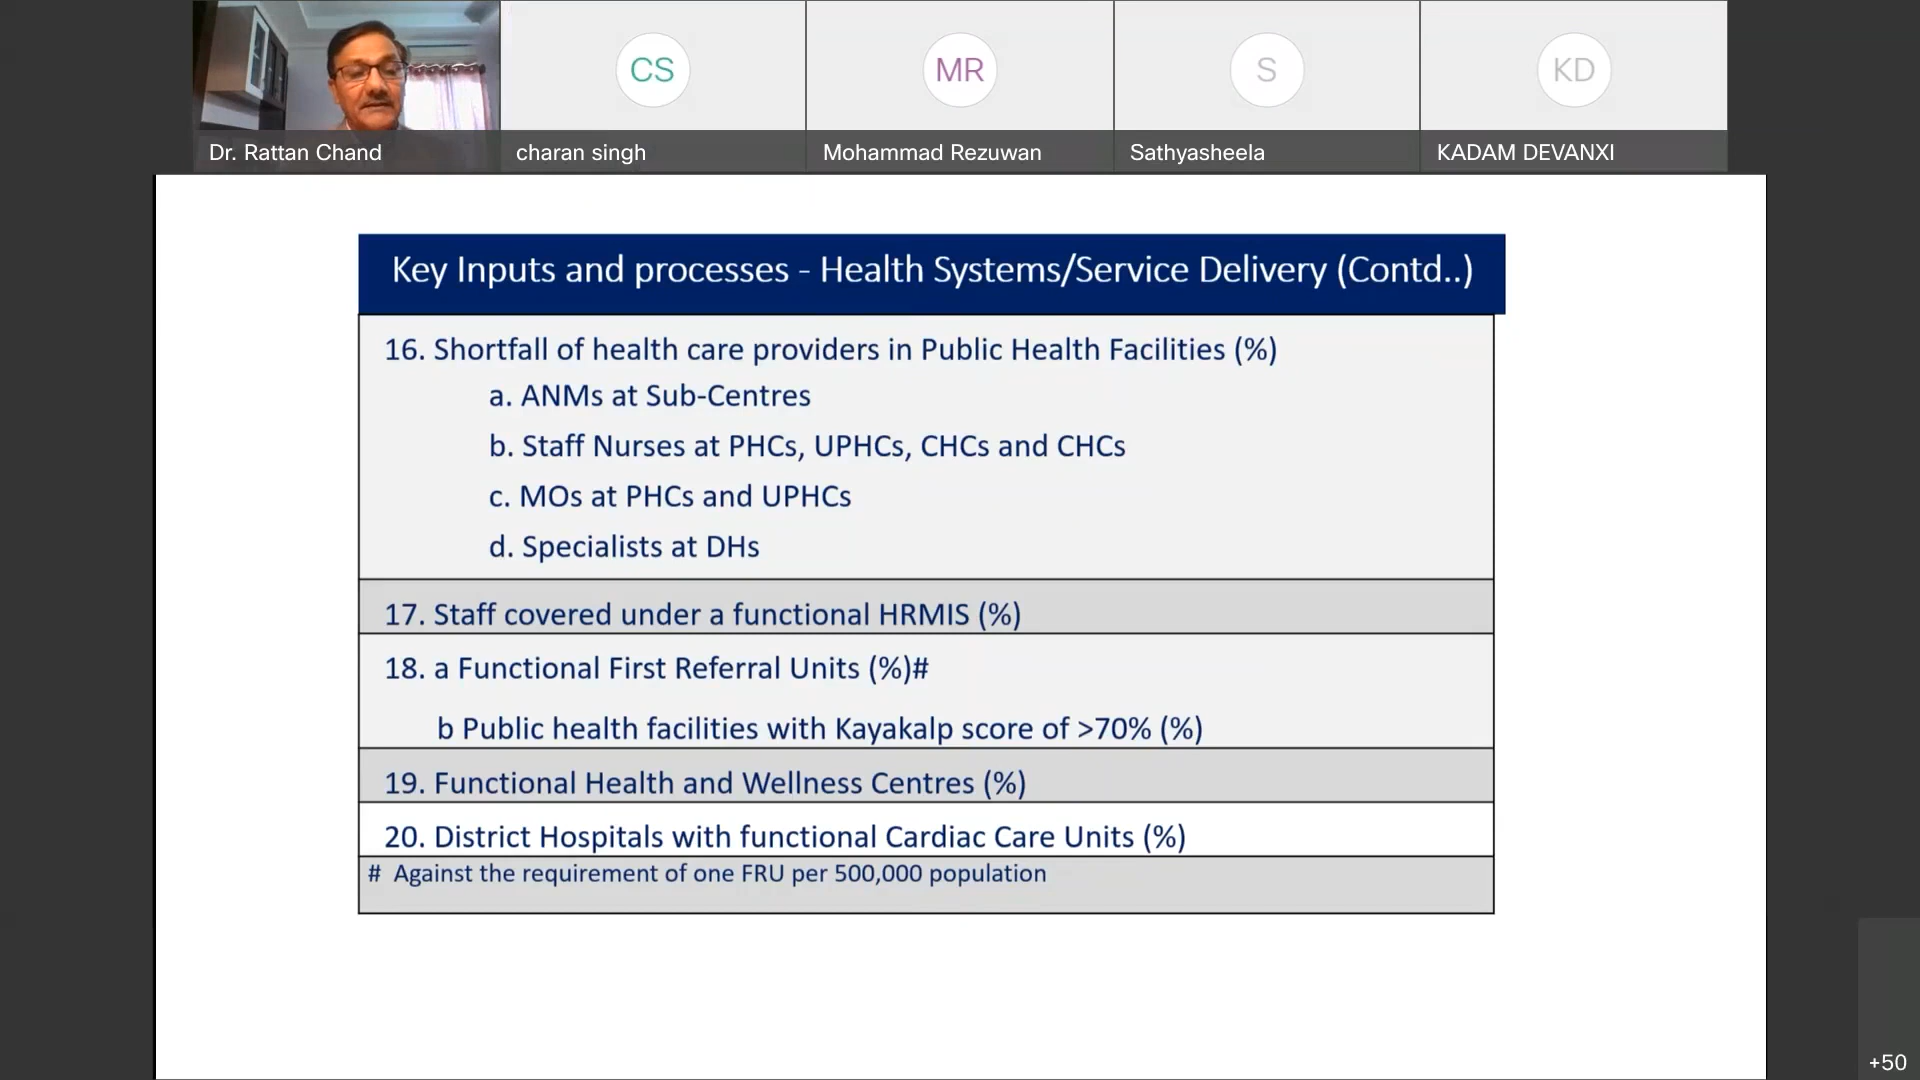 CS
MR
S
KD
Dr. Rattan Chand
charan singh
Mohammad Rezuwan
Sathyasheela
KADAM DEVANXI
Key Inputs and processes - Health Systems/Service Delivery (Contd..)
16. Shortfall of health care providers in Public Health Facilities (%)
a. ANMs at Sub-Centres
b. Staff Nurses at PHCs, UPHCs, CHCs and CHCs
c. MOs at PHCs and UPHCs
d. Specialists at DHs
17. Staff covered under a functional HRMIS (%)
18. a Functional First Referral Units (%)#
b Public health facilities with Kayakalp score of >70% (%)
19. Functional Health and Wellness Centres (%)
20. District Hospitals with functional Cardiac Care Units (%)
# Against the requirement of one FRU per 500,000 population
+50